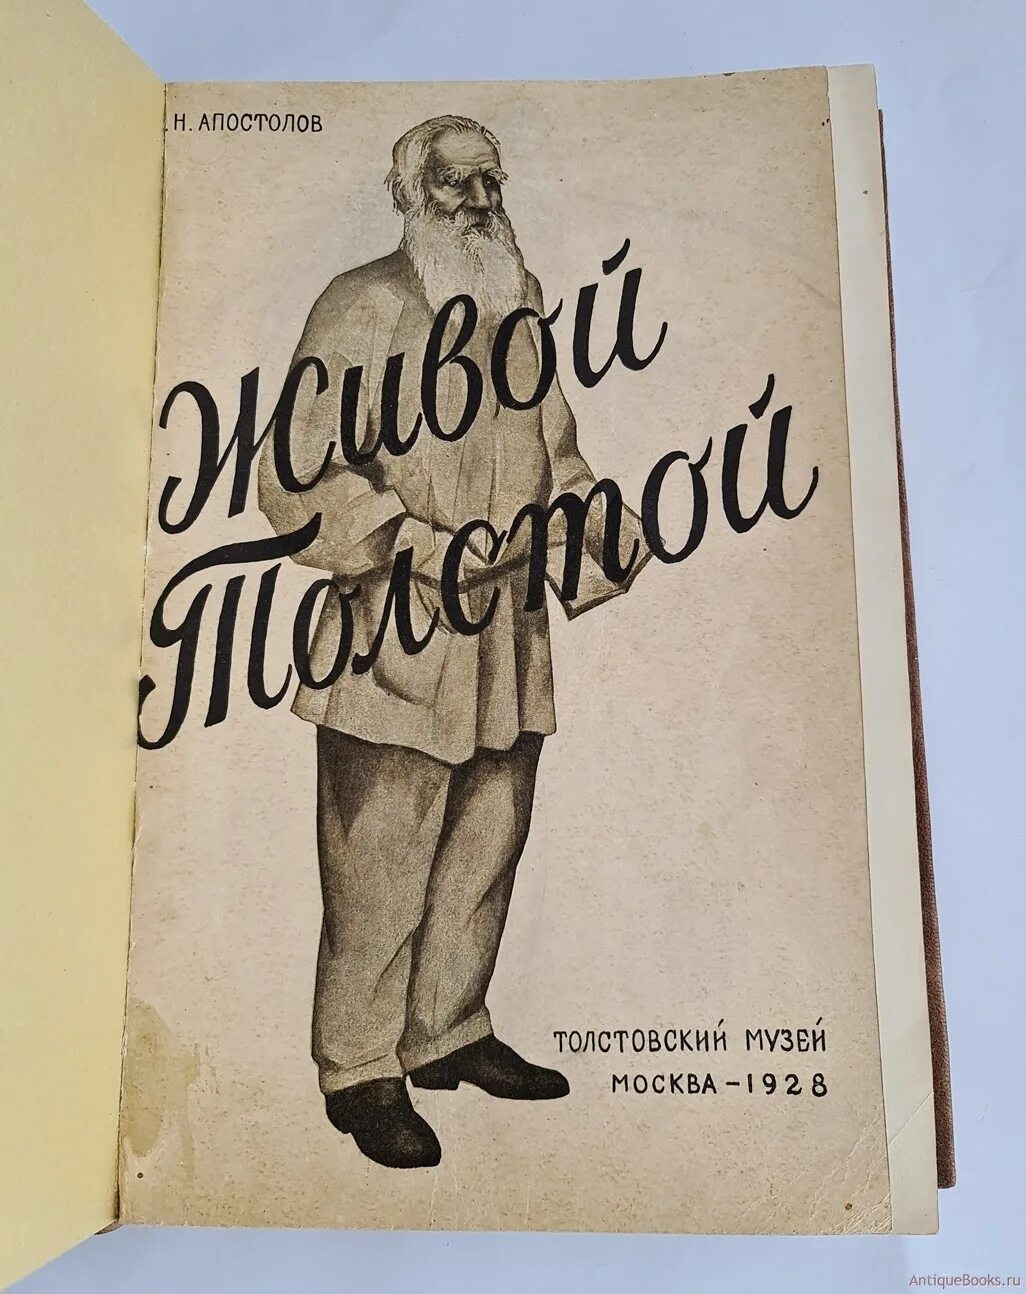 . Н. АПОСТОЛОВ
Живой
Толстой
ТОЛСТОВСКИЙ МУЗЕЙ
МОСКВА – 1928
AntiqueBooks.ru